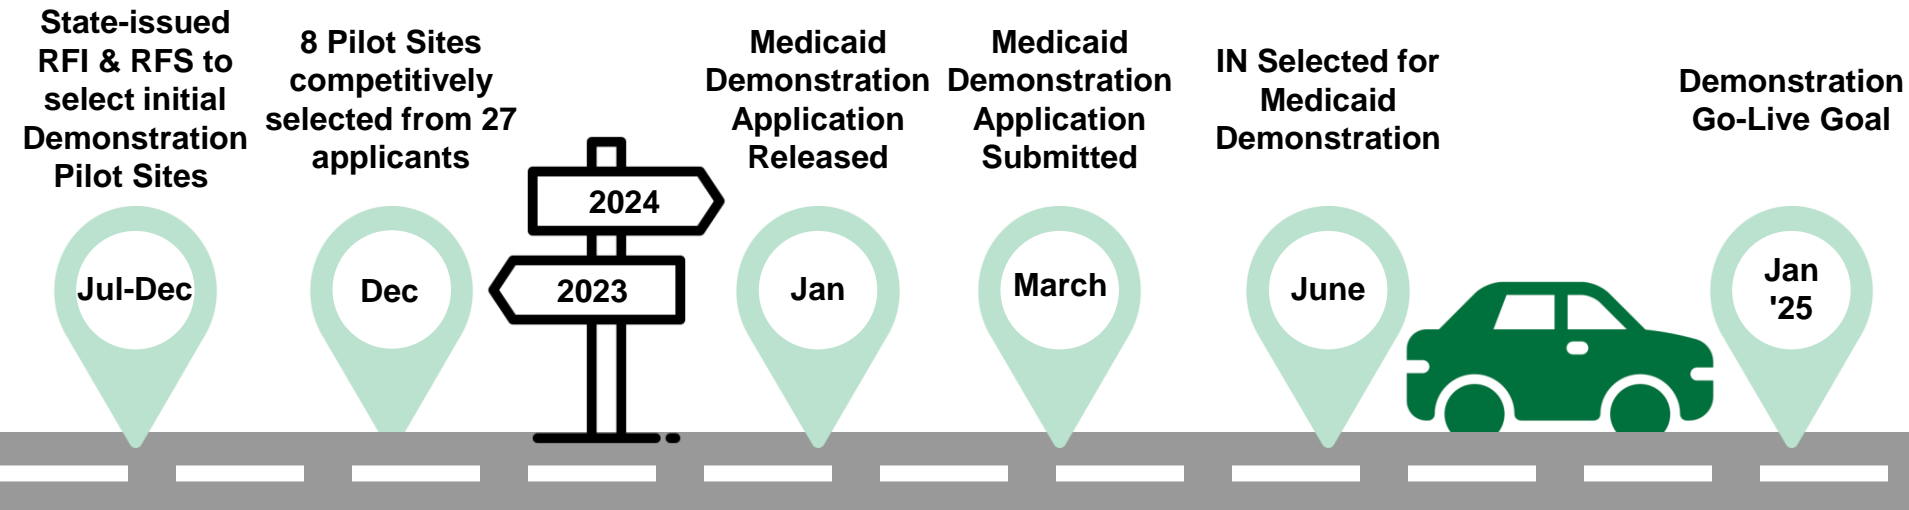 State-issued
RFI & RFS to
select initial
Demonstration
Pilot Sites
Jul-Dec
8 Pilot Sites
competitively
selected from 27
applicants
Dec
2024
2023
Medicaid
Demonstration
Application
Released
Jan
Medicaid
Demonstration
Application
Submitted
March
IN Selected for
Medicaid
Demonstration
June
Demonstration
Go-Live Goal
Jan
'25